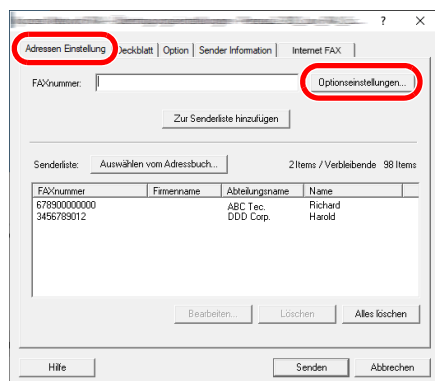 ? ×
Adressen Einstellung Deckblatt Option Sender Information Internet FAX
FAXnummer: Optionseinstellungen...
Zur Senderliste hinzufügen
Senderliste: Auswählen vom Adressbuch... 2 Items / Verbleibende 98 Items
FAXnummer Firmenname Abteilungsname Name
678900000000 ABC Tec. Richard
3456789012 DDD Corp. Harold
Bearbeiten... Löschen Alles löschen
Hilfe Senden Abbrechen